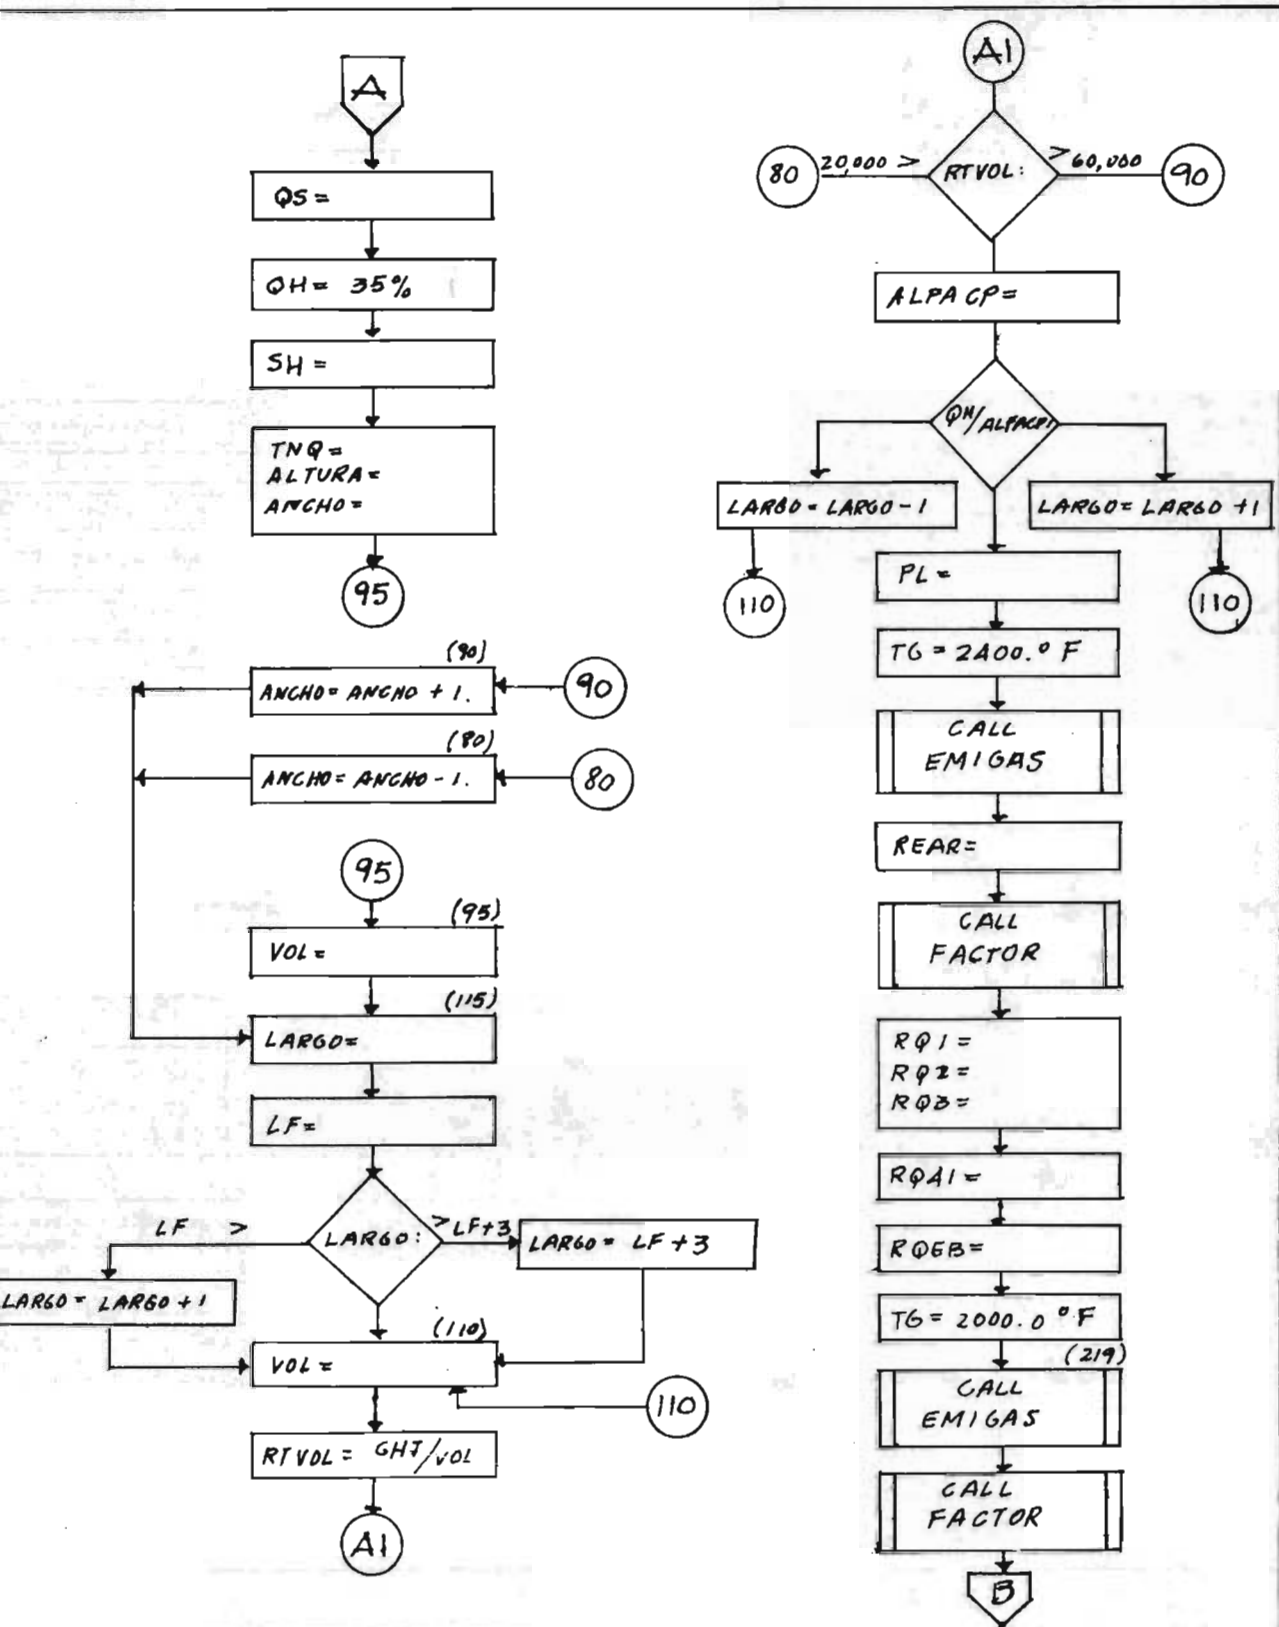 A
QS =
QH = 35%
SH =
TNQ =
ALTURA =
ANCHO =
95
(90)
ANCHO = ANCHO + 1.
90
(80)
ANCHO = ANCHO - 1.
80
95
(95)
VOL =
(115)
LARGO =
LF =
LF >
LARGO:
> LF+3
LARGO = LF + 3
LARGO = LARGO + 1
(110)
VOL =
110
RTVOL = GHJ/VOL
A1
A1
80
20,000 >
RTVOL:
> 60,000
90
ALPACP =
QH/ALFACP:
LARGO = LARGO - 1
LARGO = LARGO + 1
110
110
PL =
TG = 2400.° F
CALL
EMIGAS
REAR =
CALL
FACTOR
RQ1 =
RQ2 =
RQ3 =
RQA1 =
RQEB =
TG = 2000.0 °F
(219)
CALL
EMIGAS
CALL
FACTOR
B